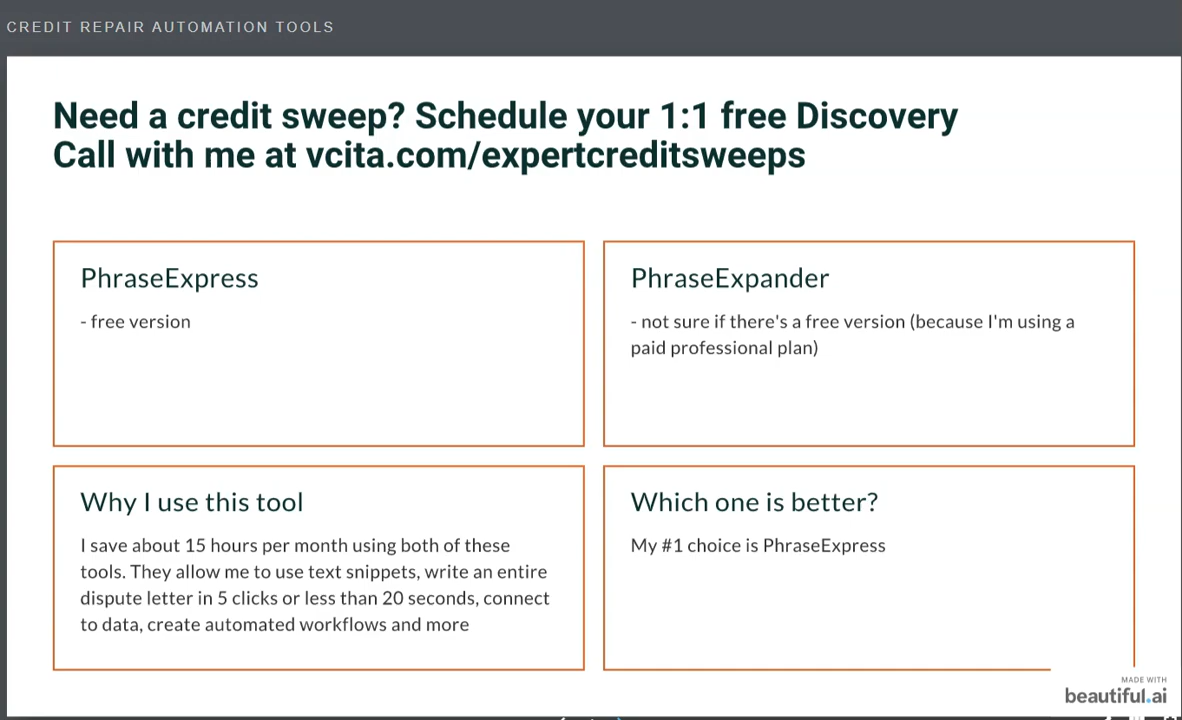 CREDIT REPAIR AUTOMATION TOOLS
Need a credit sweep? Schedule your 1:1 free Discovery
Call with me at vcita.com/expertcreditsweeps
PhraseExpress
- free version
PhraseExpander
- not sure if there's a free version (because I'm using a
paid professional plan)
Why I use this tool
I save about 15 hours per month using both of these
tools. They allow me to use text snippets, write an entire
dispute letter in 5 clicks or less than 20 seconds, connect
to data, create automated workflows and more
Which one is better?
My #1 choice is PhraseExpress
MADE WITH
beautiful.ai